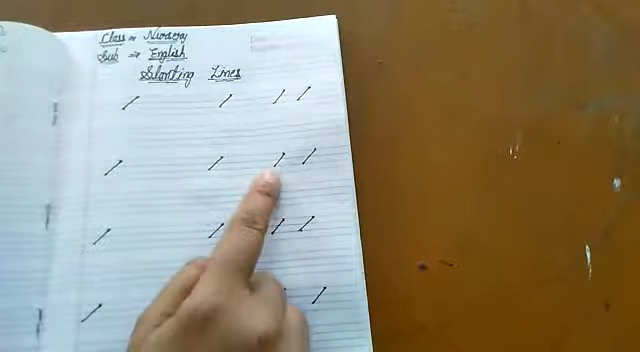 Class ⇒ Nursery
Sub ⇒ English
Slanting Lines